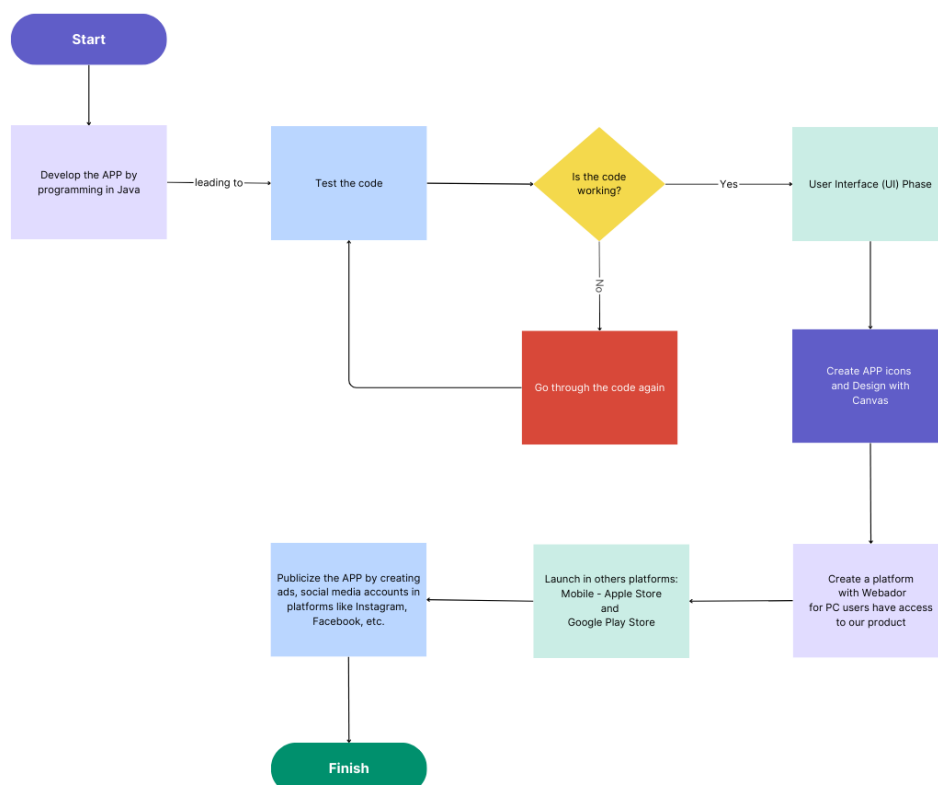 Start
Develop the APP by
programming in Java
leading to
Test the code
Is the code
working?
Yes
User Interface (UI) Phase
No
Go through the code again
Create APP icons
and Design with
Canvas
Create a platform
with Webador
for PC users have access
to our product
Launch in others platforms:
Mobile - Apple Store
and
Google Play Store
Publicize the APP by creating
ads, social media accounts in
platforms like Instagram,
Facebook, etc.
Finish